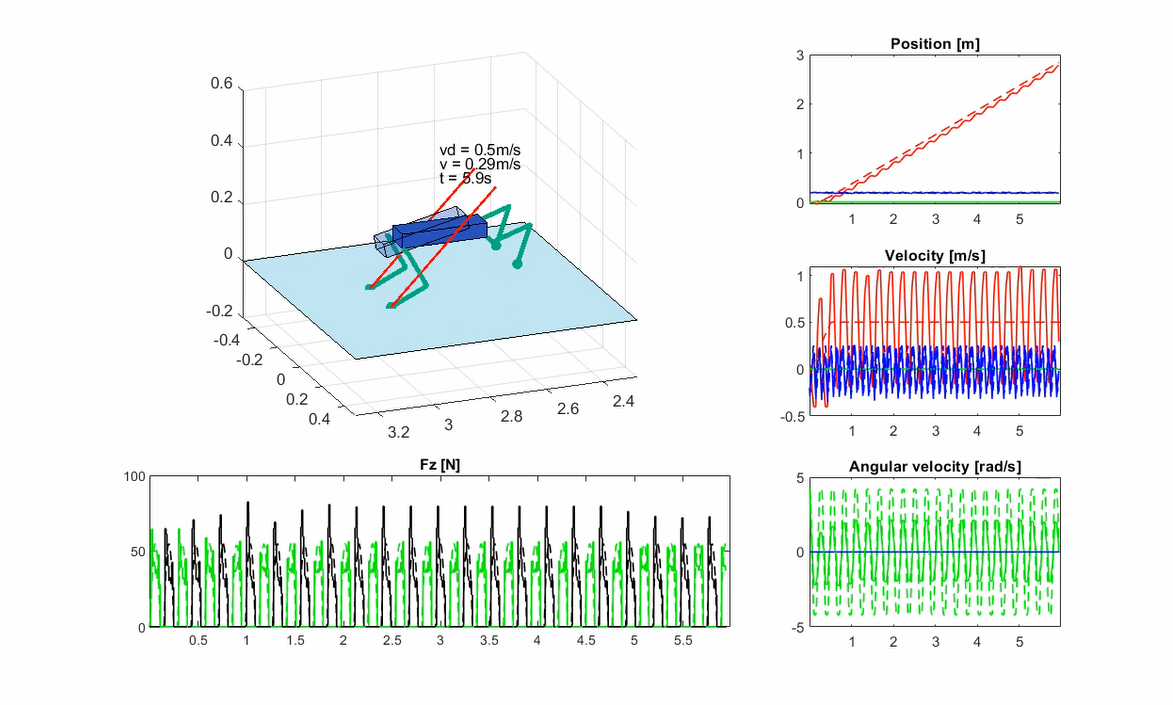 0.6
0.4
0.2
0
-0.2
-0.4
-0.2
0
0.2
0.4
3.2
3
2.8
2.6
2.4
vd = 0.5m/s
v = 0.29m/s
t = 5.9s
Position [m]
3
2
1
0
1 2 3 4 5
Velocity [m/s]
1
0.5
0
-0.5
1 2 3 4 5
Fz [N]
100
50
0
0.5 1 1.5 2 2.5 3 3.5 4 4.5 5 5.5
Angular velocity [rad/s]
5
0
-5
1 2 3 4 5